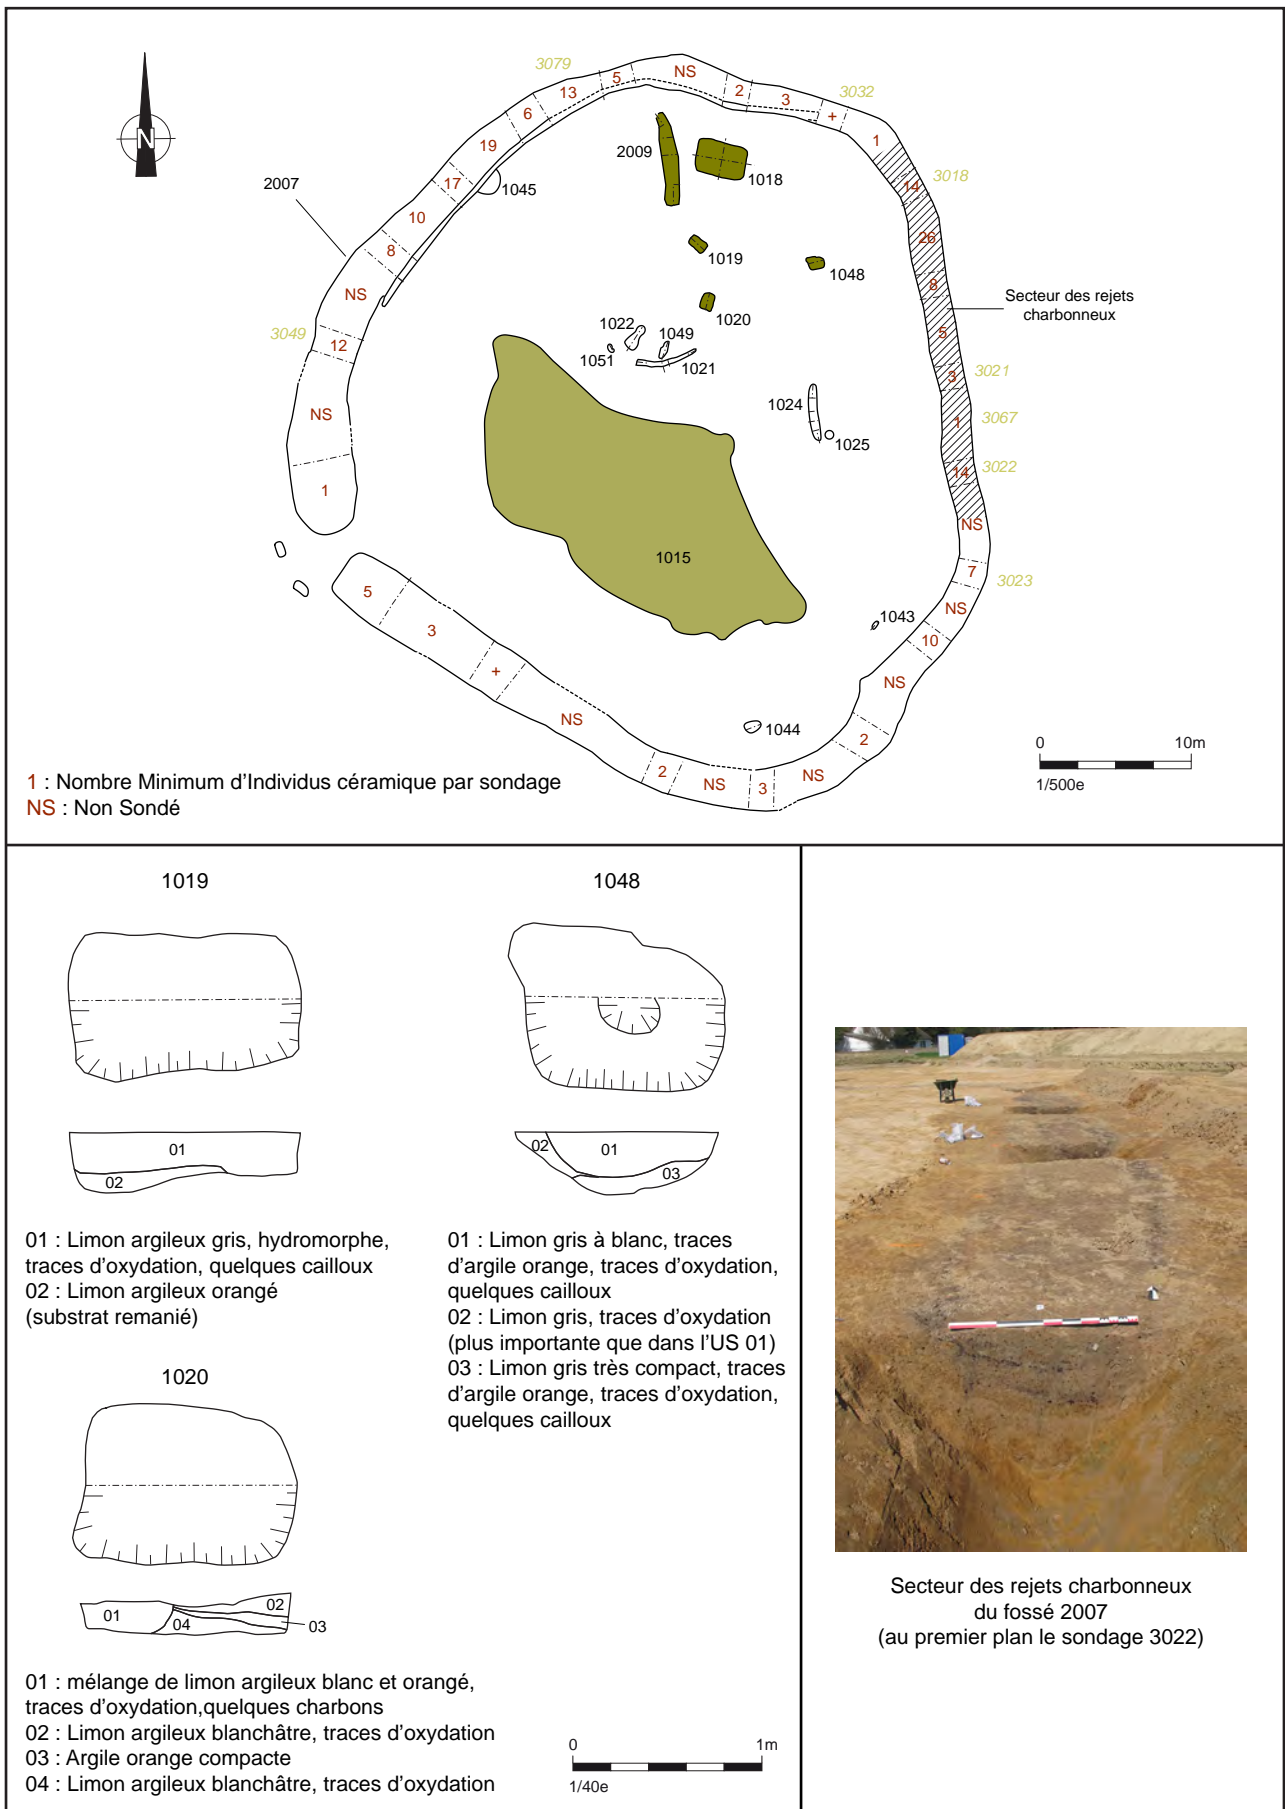 3079
5
NS
13
2
3
3032
+
6
1
N
19
2009
1018
14
3018
2007
17
1045
10
26
8
1019
1048
8
NS
Secteur des rejets
charbonneux
1020
1022
1049
5
3049
12
1051
1021
3
3021
NS
1024
1
3067
1025
14
3022
1
NS
1015
7
3023
5
NS
1043
3
10
+
NS
NS
1044
2
0
10m
2
NS
3
NS
1/500e
1 : Nombre Minimum d'Individus céramique par sondage
NS : Non Sondé
1019
01
02
01 : Limon argileux gris, hydromorphe,
traces d'oxydation, quelques cailloux
02 : Limon argileux orangé
(substrat remanié)
1048
02
01
03
01 : Limon gris à blanc, traces
d'argile orange, traces d'oxydation,
quelques cailloux
02 : Limon gris, traces d'oxydation
(plus importante que dans l'US 01)
03 : Limon gris très compact, traces
d'argile orange, traces d'oxydation,
quelques cailloux
1020
01
02
04
03
01 : mélange de limon argileux blanc et orangé,
traces d'oxydation,quelques charbons
02 : Limon argileux blanchâtre, traces d'oxydation
03 : Argile orange compacte
04 : Limon argileux blanchâtre, traces d'oxydation
0
1m
1/40e
Secteur des rejets charbonneux
du fossé 2007
(au premier plan le sondage 3022)